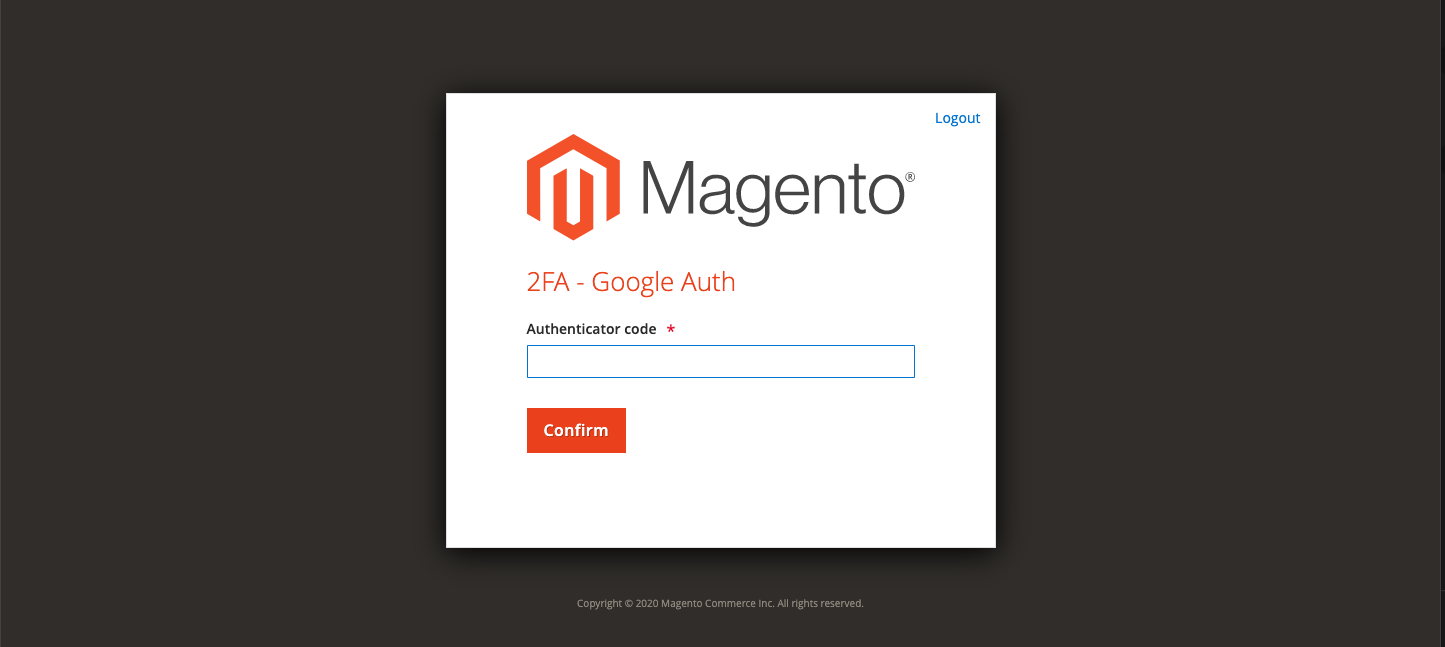 Logout
Magento®
2FA - Google Auth
Authenticator code *
Confirm
Copyright © 2020 Magento Commerce Inc. All rights reserved.